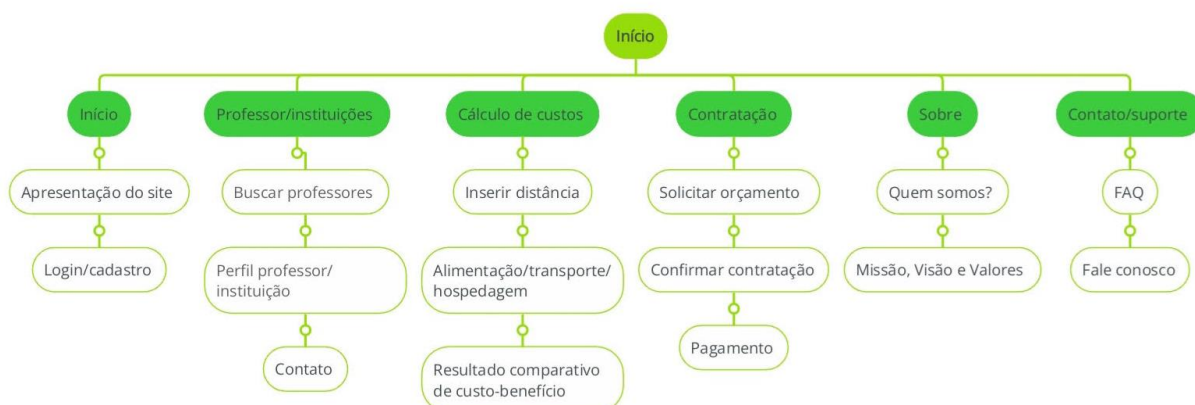 Início
Início
Professor/instituições
Cálculo de custos
Contratação
Sobre
Contato/suporte
Apresentação do site
Buscar professores
Inserir distância
Solicitar orçamento
Quem somos?
FAQ
Login/cadastro
Perfil professor/
instituição
Alimentação/transporte/
hospedagem
Confirmar contratação
Missão, Visão e Valores
Fale conosco
Contato
Resultado comparativo
de custo-benefício
Pagamento